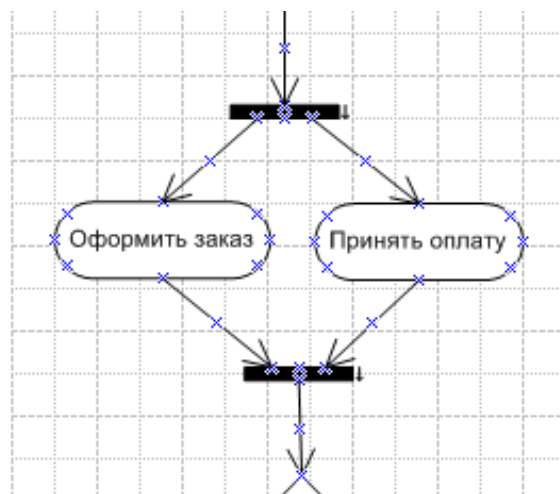 Оформить заказ
Принять оплату